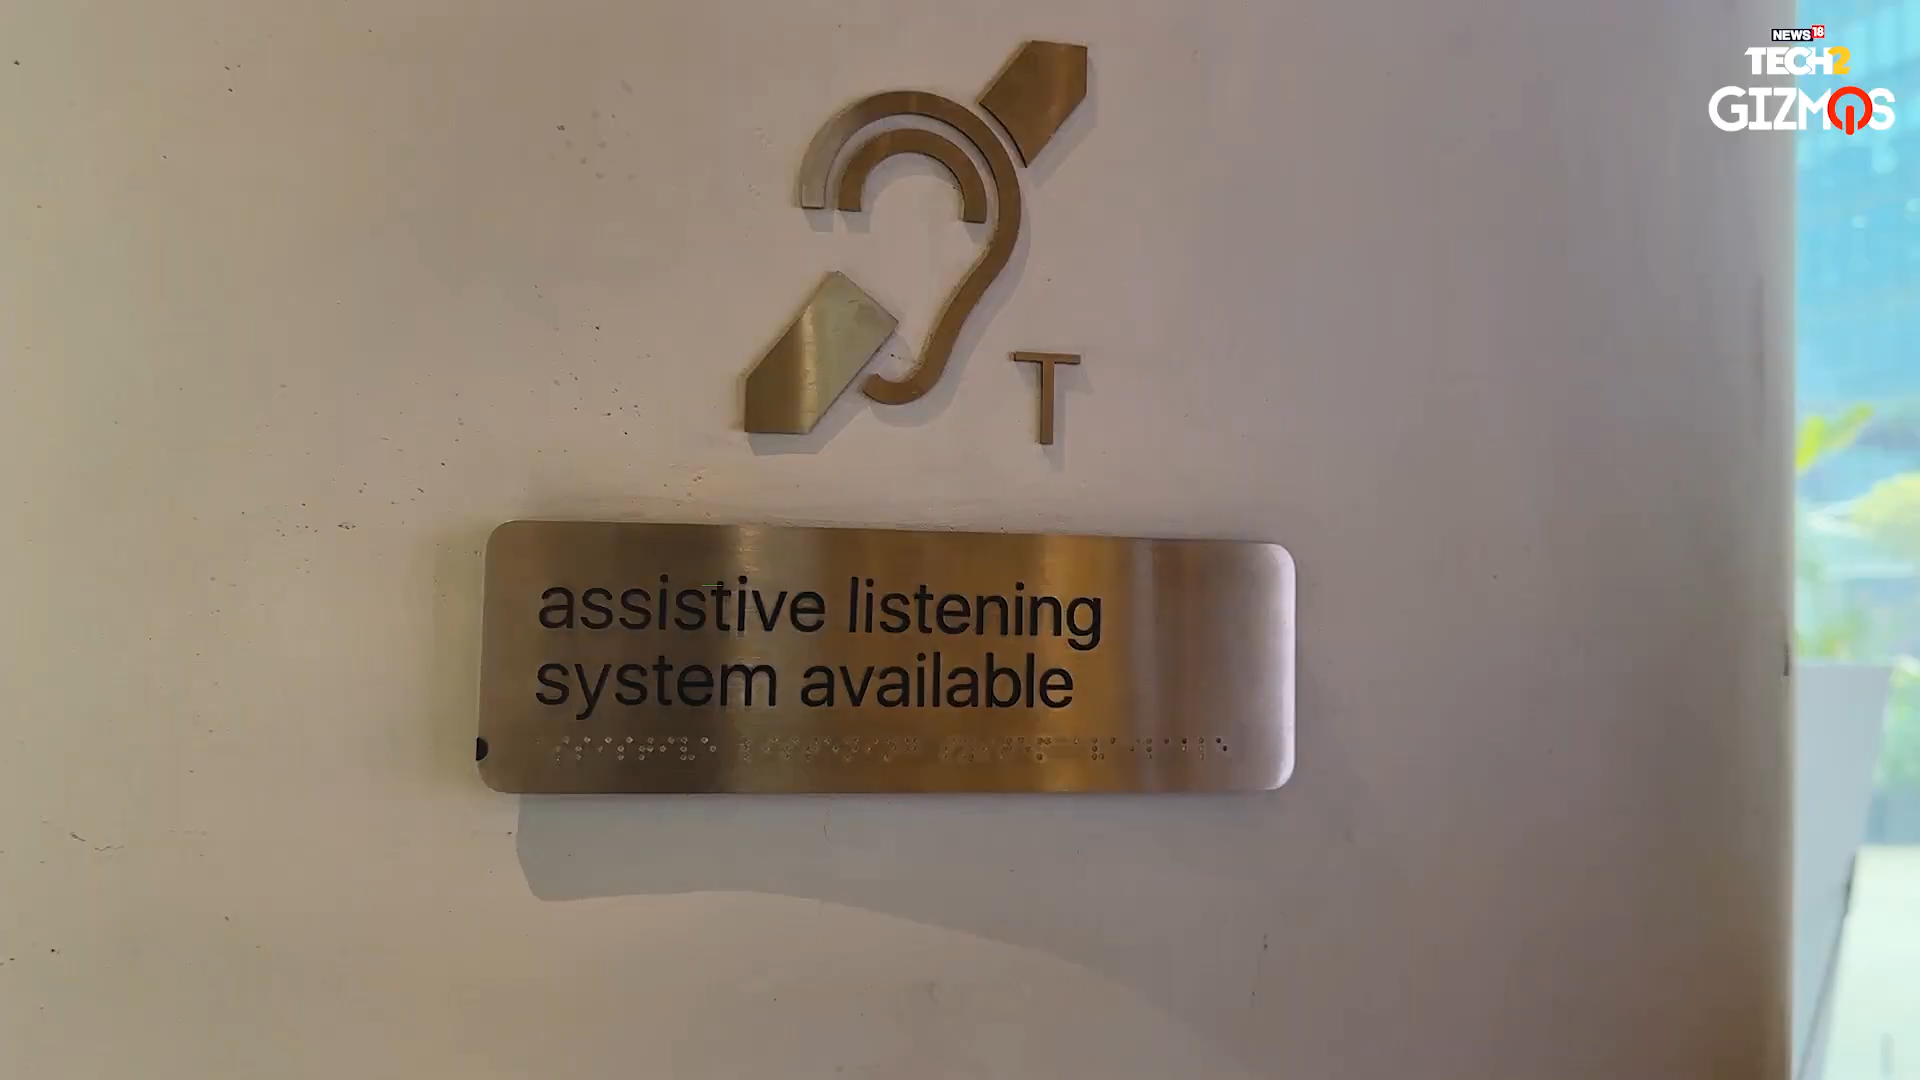 NEWS18
TECH2
GIZMOS
T
assistive listening
system available